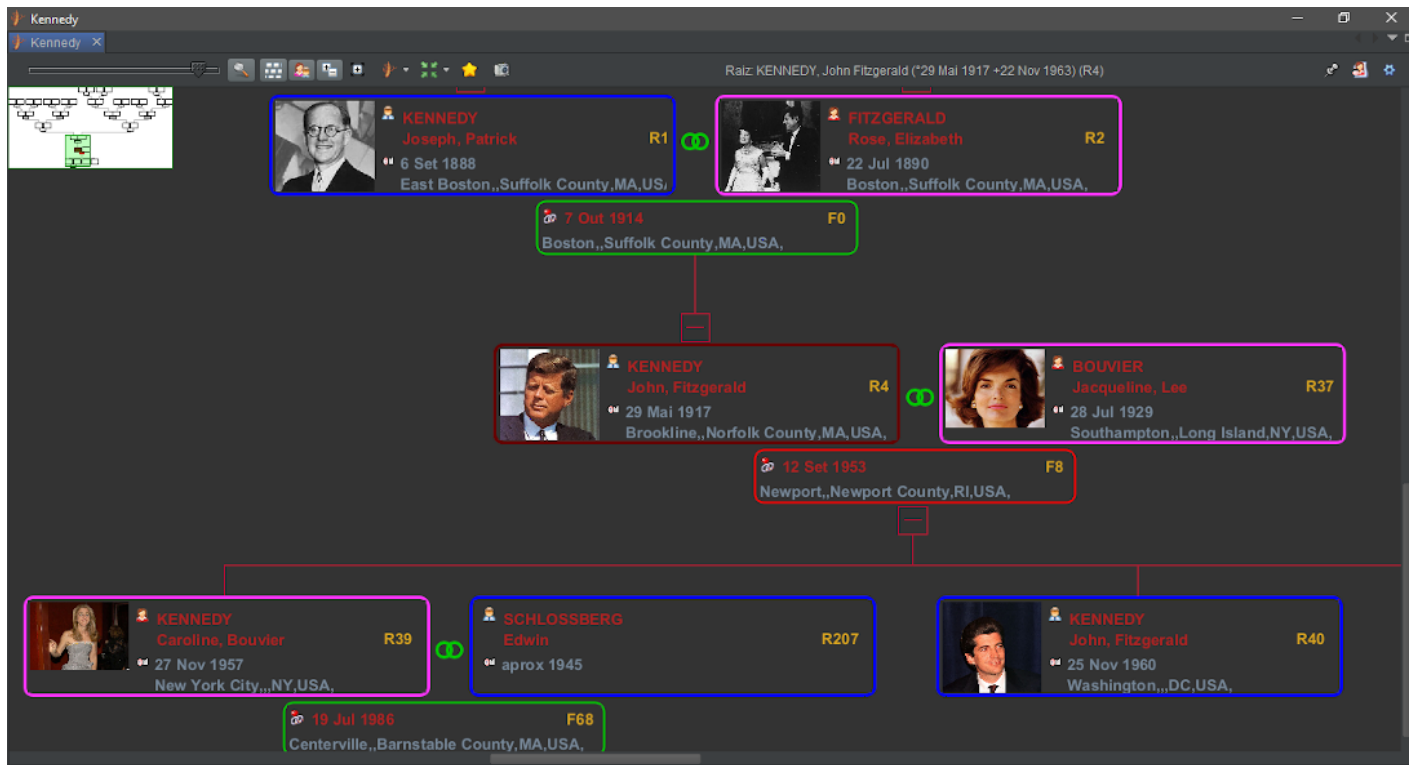 Kennedy
Kennedy
Raiz: KENNEDY, John Fitzgerald (*29 Mai 1917 +22 Nov 1963) (R4)
KENNEDY
Joseph, Patrick
R1
6 Set 1888
East Boston,,Suffolk County,MA,USA
FITZGERALD
Rose, Elizabeth
R2
22 Jul 1890
Boston,,Suffolk County,MA,USA,
7 Out 1914
F0
Boston,,Suffolk County,MA,USA,
KENNEDY
John, Fitzgerald
R4
29 Mai 1917
Brookline,,Norfolk County,MA,USA,
BOUVIER
Jacqueline, Lee
R37
28 Jul 1929
Southampton,,Long Island,NY,USA,
12 Set 1953
F8
Newport,,Newport County,RI,USA,
KENNEDY
Caroline, Bouvier
R39
27 Nov 1957
New York City,,,NY,USA,
SCHLOSSBERG
Edwin
R207
aprox 1945
KENNEDY
John, Fitzgerald
R40
25 Nov 1960
Washington,,,DC,USA,
19 Jul 1986
F68
Centerville,,Barnstable County,MA,USA,